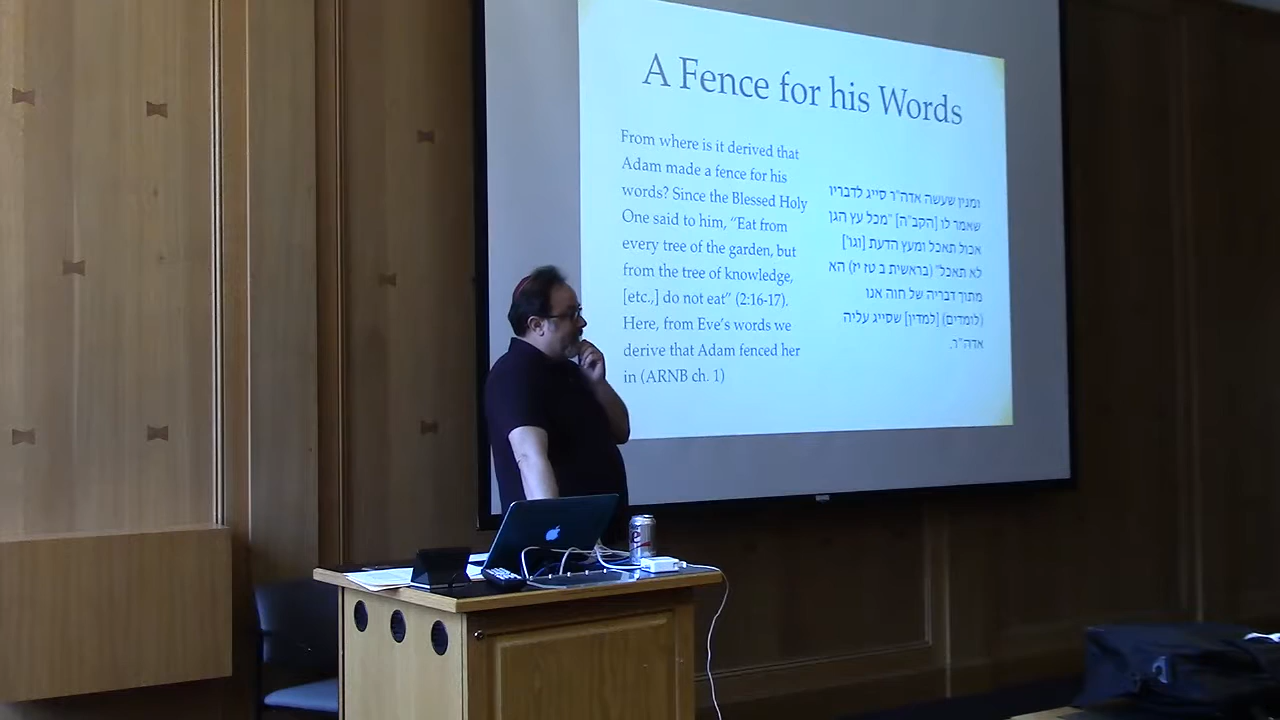 A Fence for his Words
From where is it derived that
Adam made a fence for his
words? Since the Blessed Holy
One said to him, “Eat from
every tree of the garden, but
from the tree of knowledge,
[etc.,] do not eat” (2:16-17).
Here, from Eve’s words we
derive that Adam fenced her
in (ARNB ch. 1)
ומנין שעשה אדה"ר סייג לדבריו
שאמר לו [הקב"ה] "מכל עץ הגן
אכול תאכל ומעץ הדעת [וגו']
לא תאכל" (בראשית ב טז יז) הא
מתוך דבריה של חוה אנו
(לומדים) [למדין] שסייג עליה
אדה"ר.